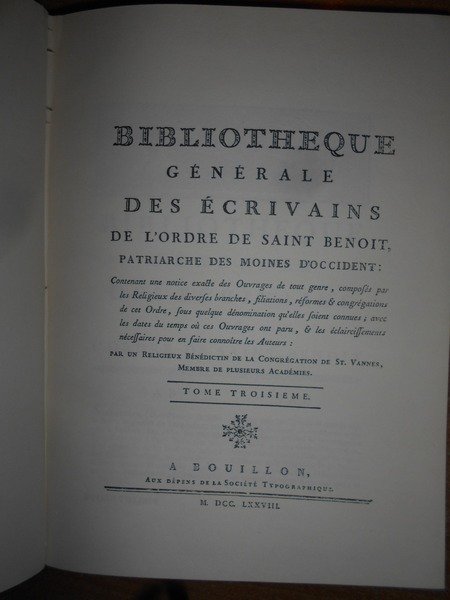 BIBLIOTHEQUE
GÉNÉRALE
DES ÉCRIVAINS
DE L'ORDRE DE SAINT BENOIT,
PATRIARCHE DES MOINES D'OCCIDENT:
Contenant une notice exacte des Ouvrages de tout genre, composés par
les Religieux des diverses branches, filiations, réformes & congrégations
de cet Ordre, sous quelque dénomination qu'elles soient connues; avec
les dates du temps où ces Ouvrages ont paru, & les éclaircissements
nécessaires pour en faire connoître les Auteurs:
PAR UN RELIGIEUX BÉNÉDICTIN DE LA CONGRÉGATION DE ST. VANNES,
MEMBRE DE PLUSIEURS ACADÉMIES.
TOME TROISIEME.
A BOUILLON,
AUX DÉPENS DE LA SOCIÉTÉ TYPOGRAPHIQUE.
M. DCC. LXXVIII.